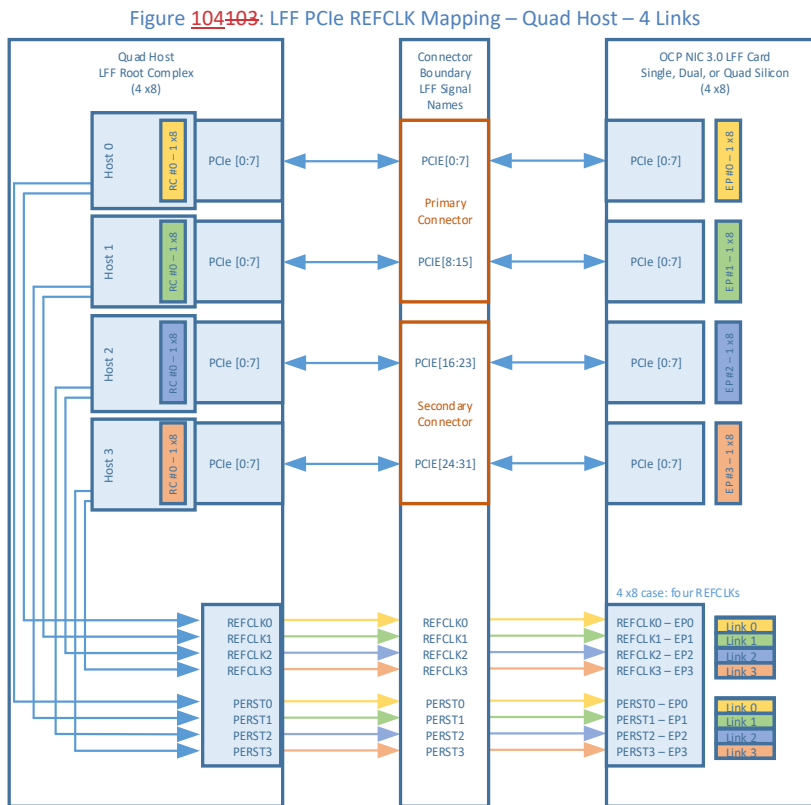 Figure 104103: LFF PCIe REFCLK Mapping – Quad Host – 4 Links
Quad Host
LFF Root Complex
(4 x8)
Connector
Boundary
LFF Signal
Names
OCP NIC 3.0 LFF Card
Single, Dual, or Quad Silicon
(4 x8)
Host 0
RC #0 – 1 x8
PCIe [0:7]
PCIE[0:7]
PCIe [0:7]
EP #0 – 1 x8
Primary
Connector
Host 1
RC #0 – 1 x8
PCIe [0:7]
PCIE[8:15]
PCIe [0:7]
EP #1 – 1 x8
Host 2
RC #0 – 1 x8
PCIe [0:7]
PCIE[16:23]
PCIe [0:7]
EP #2 – 1 x8
Secondary
Connector
Host 3
RC #0 – 1 x8
PCIe [0:7]
PCIE[24:31]
PCIe [0:7]
EP #3 – 1 x8
4 x8 case: four REFCLKs
REFCLK0
REFCLK1
REFCLK2
REFCLK3
PERST0
PERST1
PERST2
PERST3
REFCLK0
REFCLK1
REFCLK2
REFCLK3
PERST0
PERST1
PERST2
PERST3
REFCLK0 – EP0
REFCLK1 – EP1
REFCLK2 – EP2
REFCLK3 – EP3
PERST0 – EP0
PERST1 – EP1
PERST2 – EP2
PERST3 – EP3
Link 0
Link 1
Link 2
Link 3
Link 0
Link 1
Link 2
Link 3